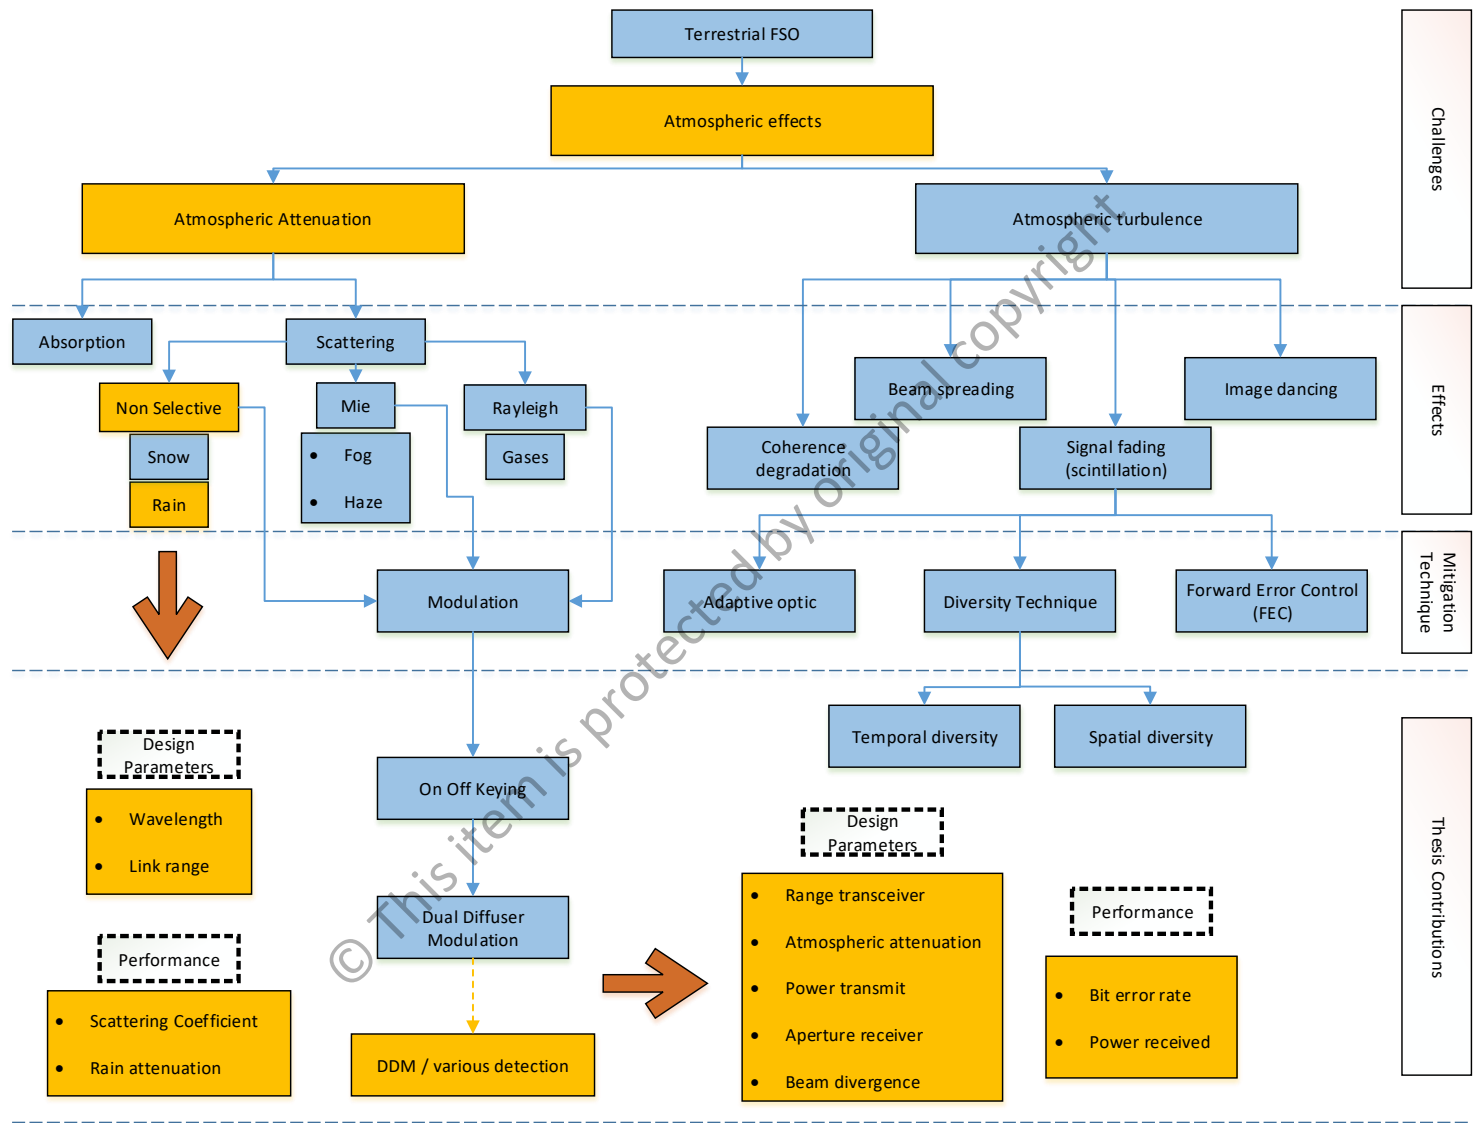 Terrestrial FSO
Atmospheric effects
Challenges
Atmospheric Attenuation
Atmospheric turbulence
Absorption
Scattering
Non Selective
Mie
Rayleigh
Snow
Rain
• Fog
• Haze
Gases
Beam spreading
Image dancing
Coherence
degradation
Signal fading
(scintillation)
Effects
Modulation
Adaptive optic
Diversity Technique
Forward Error Control
(FEC)
Mitigation
Technique
Temporal diversity
Spatial diversity
Design
Parameters
• Wavelength
• Link range
Performance
• Scattering Coefficient
• Rain attenuation
On Off Keying
Dual Diffuser
Modulation
DDM / various detection
Design
Parameters
• Range transceiver
• Atmospheric attenuation
• Power transmit
• Aperture receiver
• Beam divergence
Performance
• Bit error rate
• Power received
Thesis Contributions
© This item is protected by original copyright